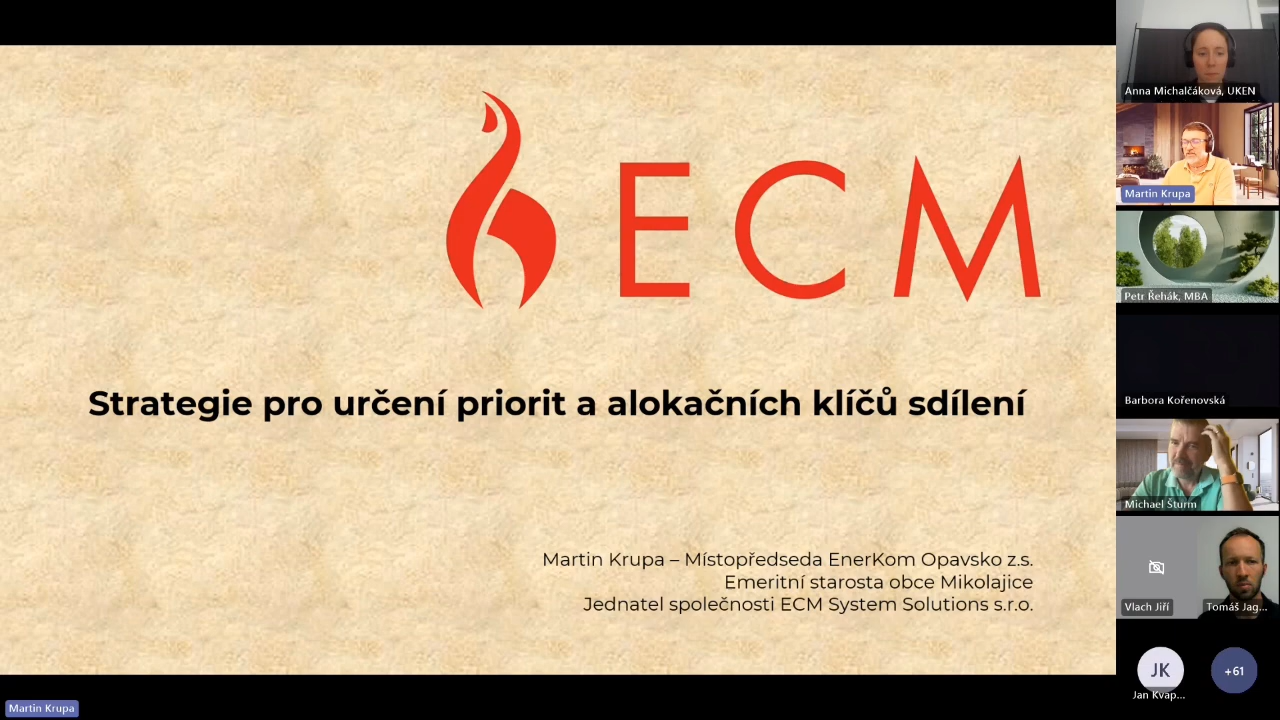 ECM
Strategie pro určení priorit a alokačních klíčů sdílení
Martin Krupa – Místopředseda EnerKom Opavsko z.s.
Emeritní starosta obce Mikolajice
Jednatel společnosti ECM System Solutions s.r.o.
Martin Krupa
Anna Michalčáková, UKEN
Martin Krupa
Petr Řehák, MBA
Barbora Kořenovská
Michael Šturm
Vlach Jiří
Tomáš Jag...
JK
Jan Kvap...
+61